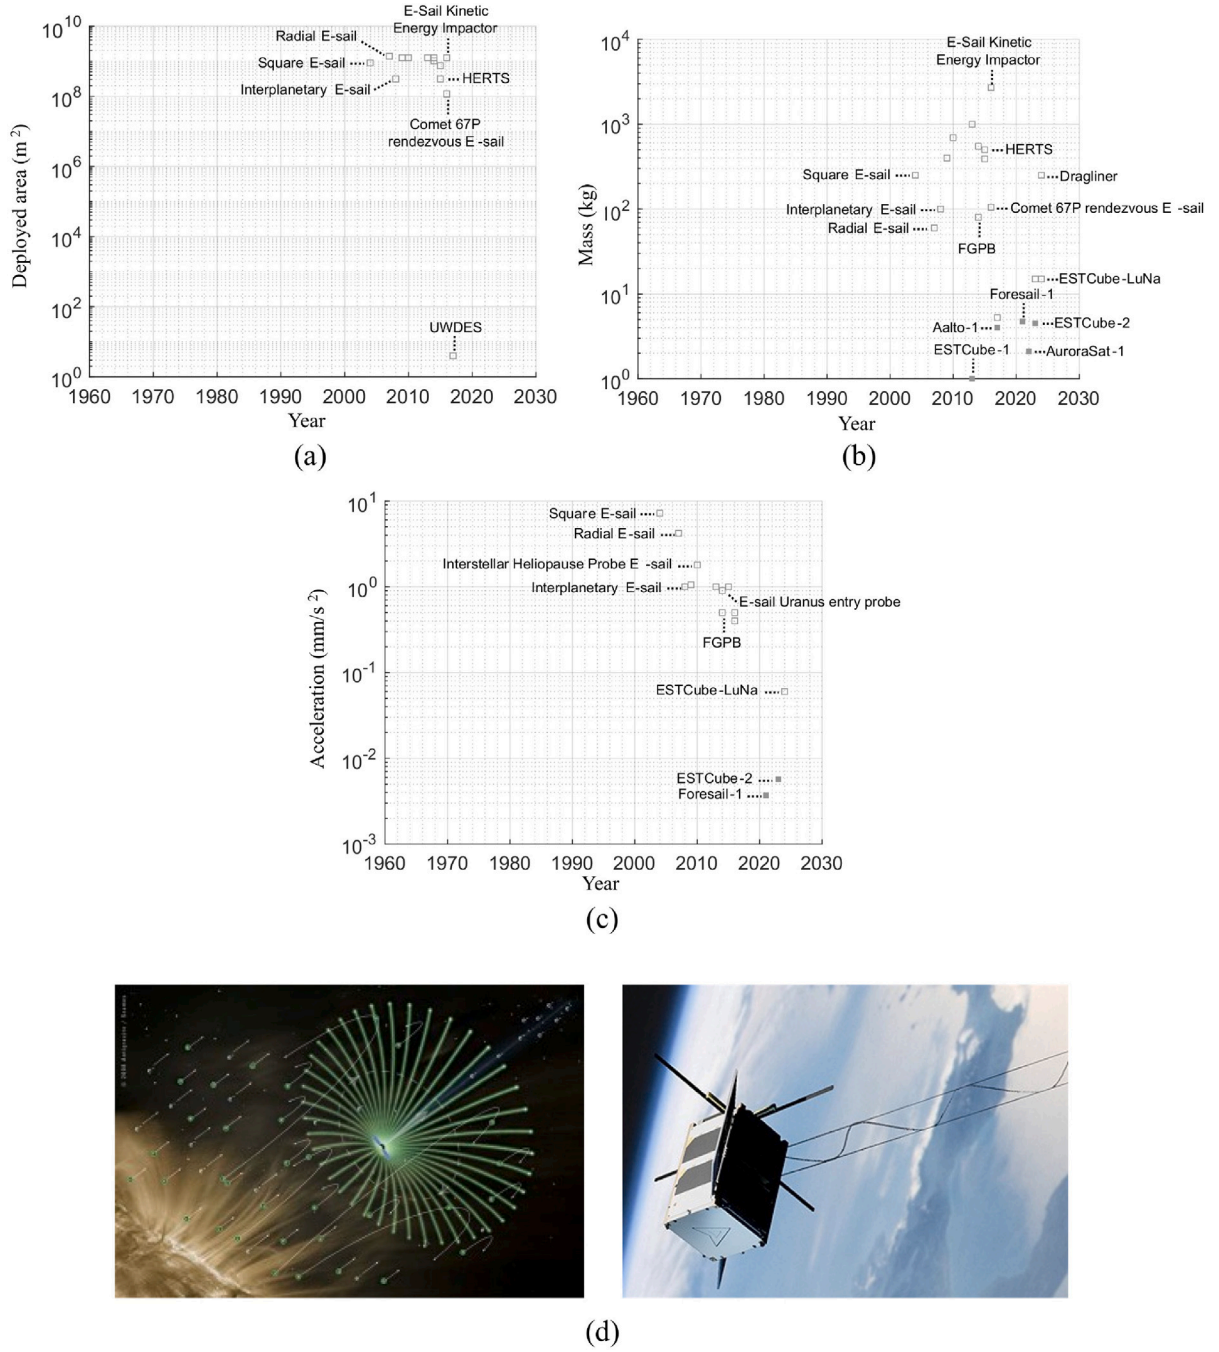 E-Sail Kinetic
Energy Impactor
Radial E-sail
Square E-sail
Interplanetary E-sail
HERTS
Comet 67P
rendezvous E -sail
UWDES
10^10
10^8
10^6
10^4
10^2
10^0
Deployed area (m^2)
1960 1970 1980 1990 2000 2010 2020 2030
Year
(a)
E-Sail Kinetic
Energy Impactor
HERTS
Square E-sail
Dragliner
Interplanetary E-sail
Comet 67P rendezvous E -sail
Radial E-sail
FGPB
ESTCube-LuNa
Foresail-1
Aalto-1
ESTCube-2
ESTCube-1
AuroraSat-1
10^4
10^3
10^2
10^1
10^0
Mass (kg)
1960 1970 1980 1990 2000 2010 2020 2030
Year
(b)
Square E-sail
Radial E-sail
Interstellar Heliopause Probe E -sail
Interplanetary E-sail
E-sail Uranus entry probe
FGPB
ESTCube-LuNa
ESTCube-2
Foresail-1
10^1
10^0
10^-1
10^-2
10^-3
Acceleration (mm/s^2)
1960 1970 1980 1990 2000 2010 2020 2030
Year
(c)
(d)